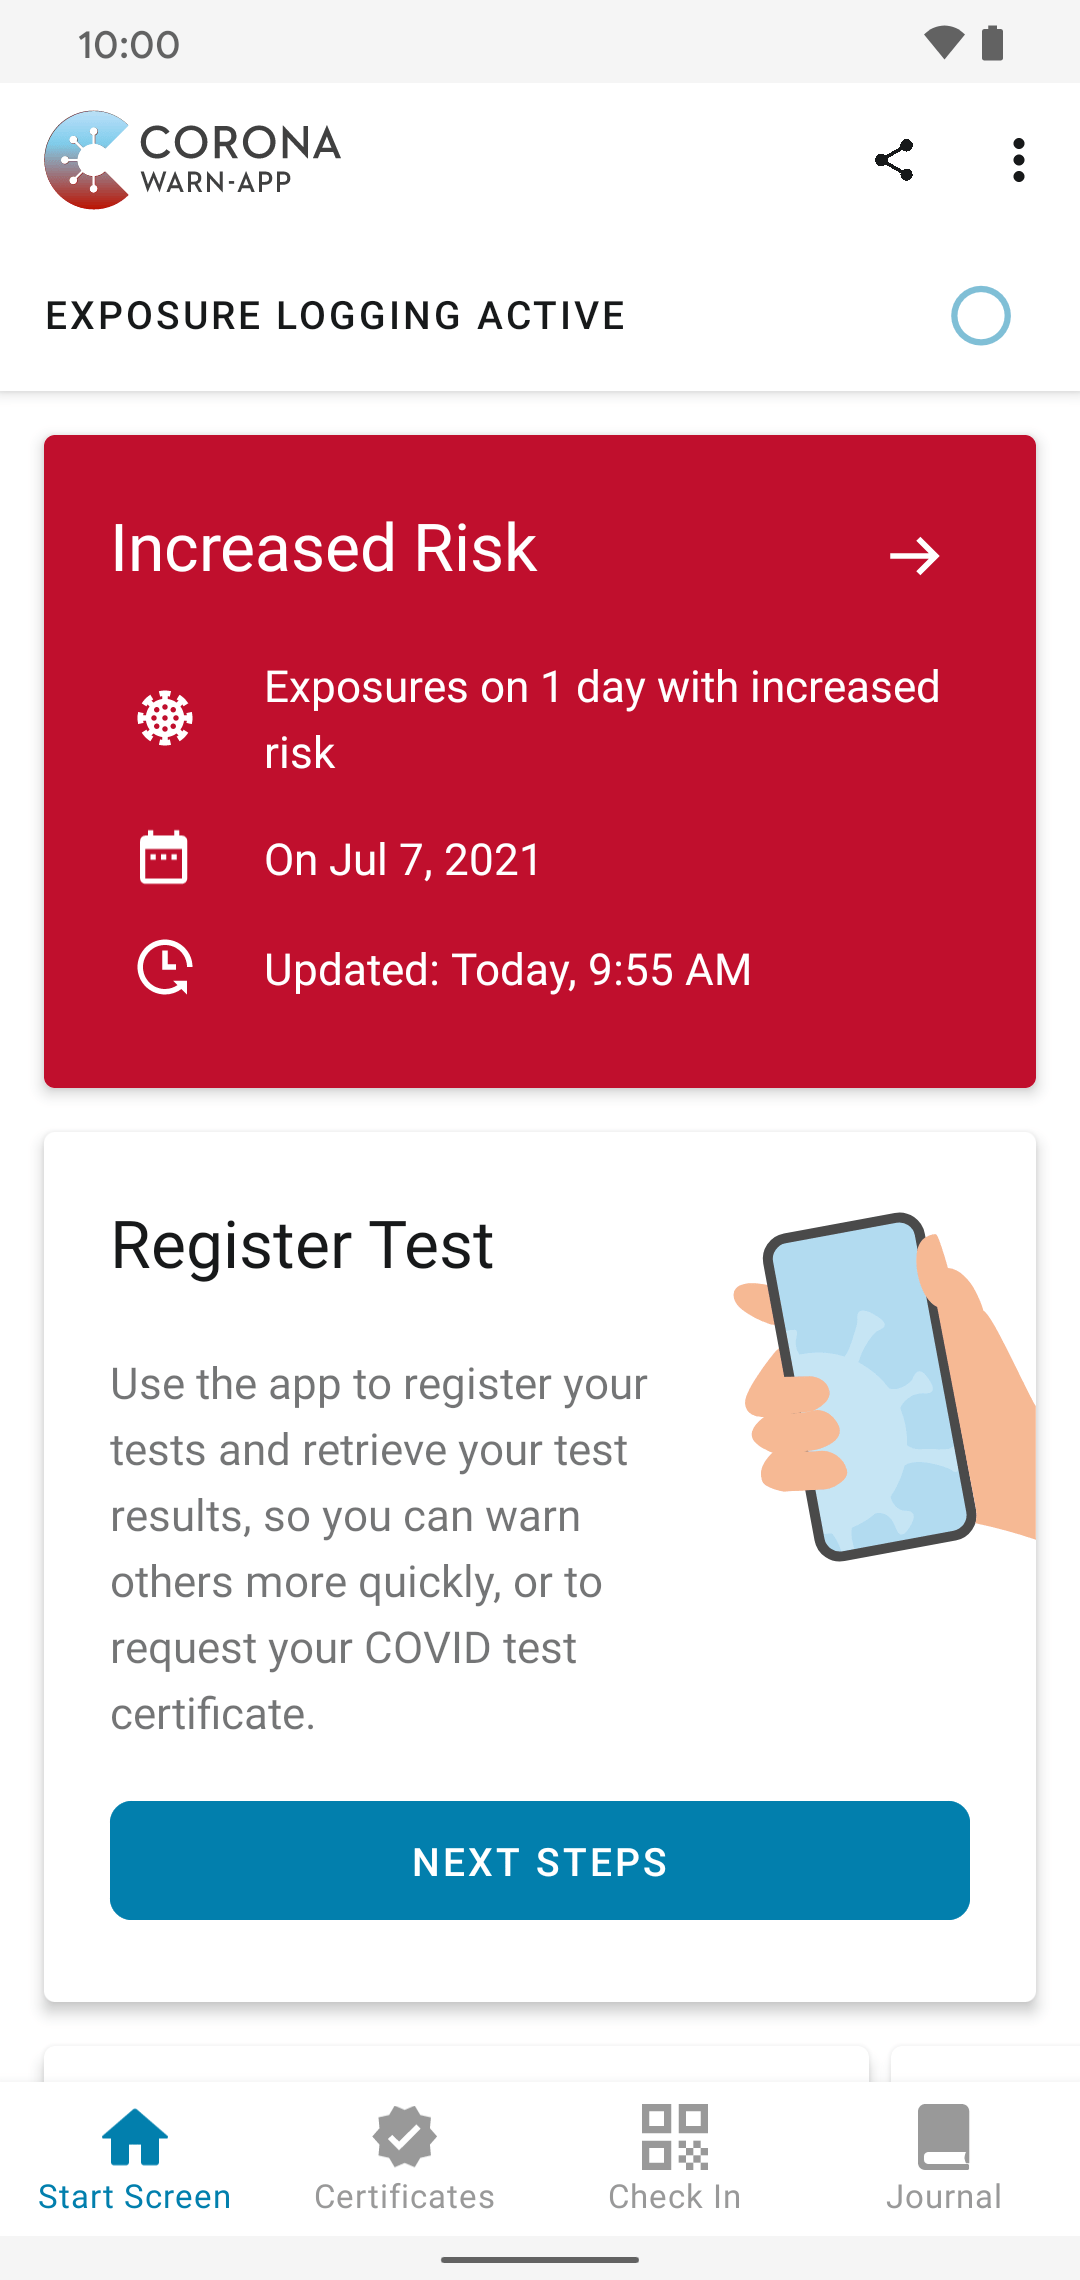 10:00
CORONA
WARN-APP
EXPOSURE LOGGING ACTIVE
Increased Risk
Exposures on 1 day with increased
risk
On Jul 7, 2021
Updated: Today, 9:55 AM
Register Test
Use the app to register your
tests and retrieve your test
results, so you can warn
others more quickly, or to
request your COVID test
certificate.
NEXT STEPS
Start Screen
Certificates
Check In
Journal